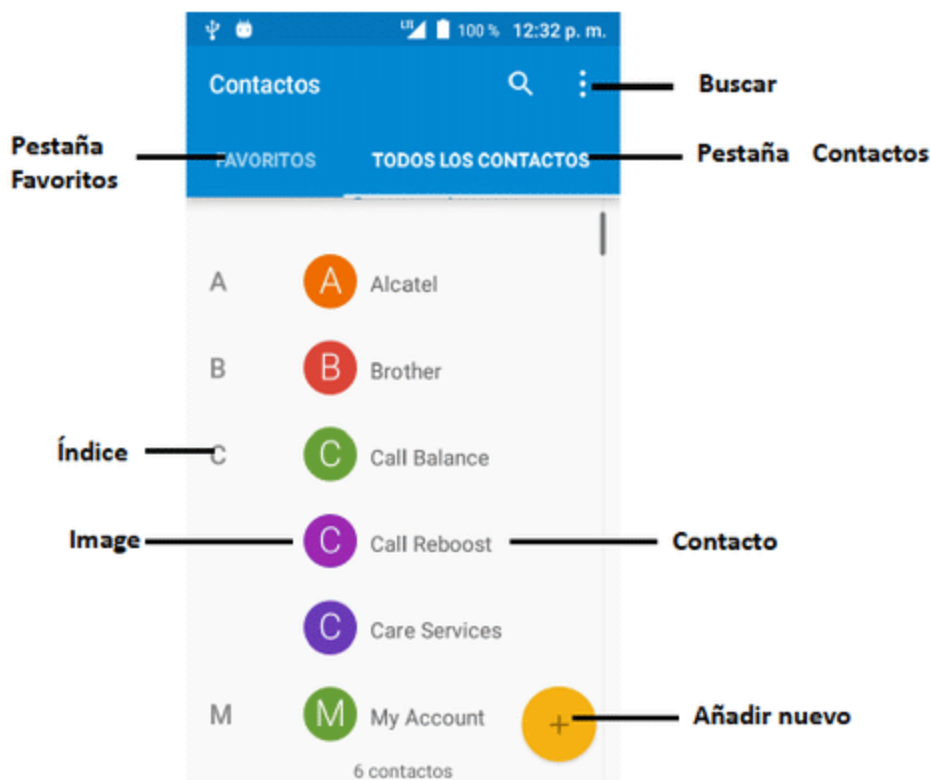 LTE 100 % 12:32 p. m.
Contactos
Buscar
Pestaña
Favoritos
FAVORITOS TODOS LOS CONTACTOS
Pestaña Contactos
A A Alcatel
B B Brother
Índice C C Call Balance
Image C Call Reboost Contacto
C Care Services
M M My Account
+ Añadir nuevo
6 contactos